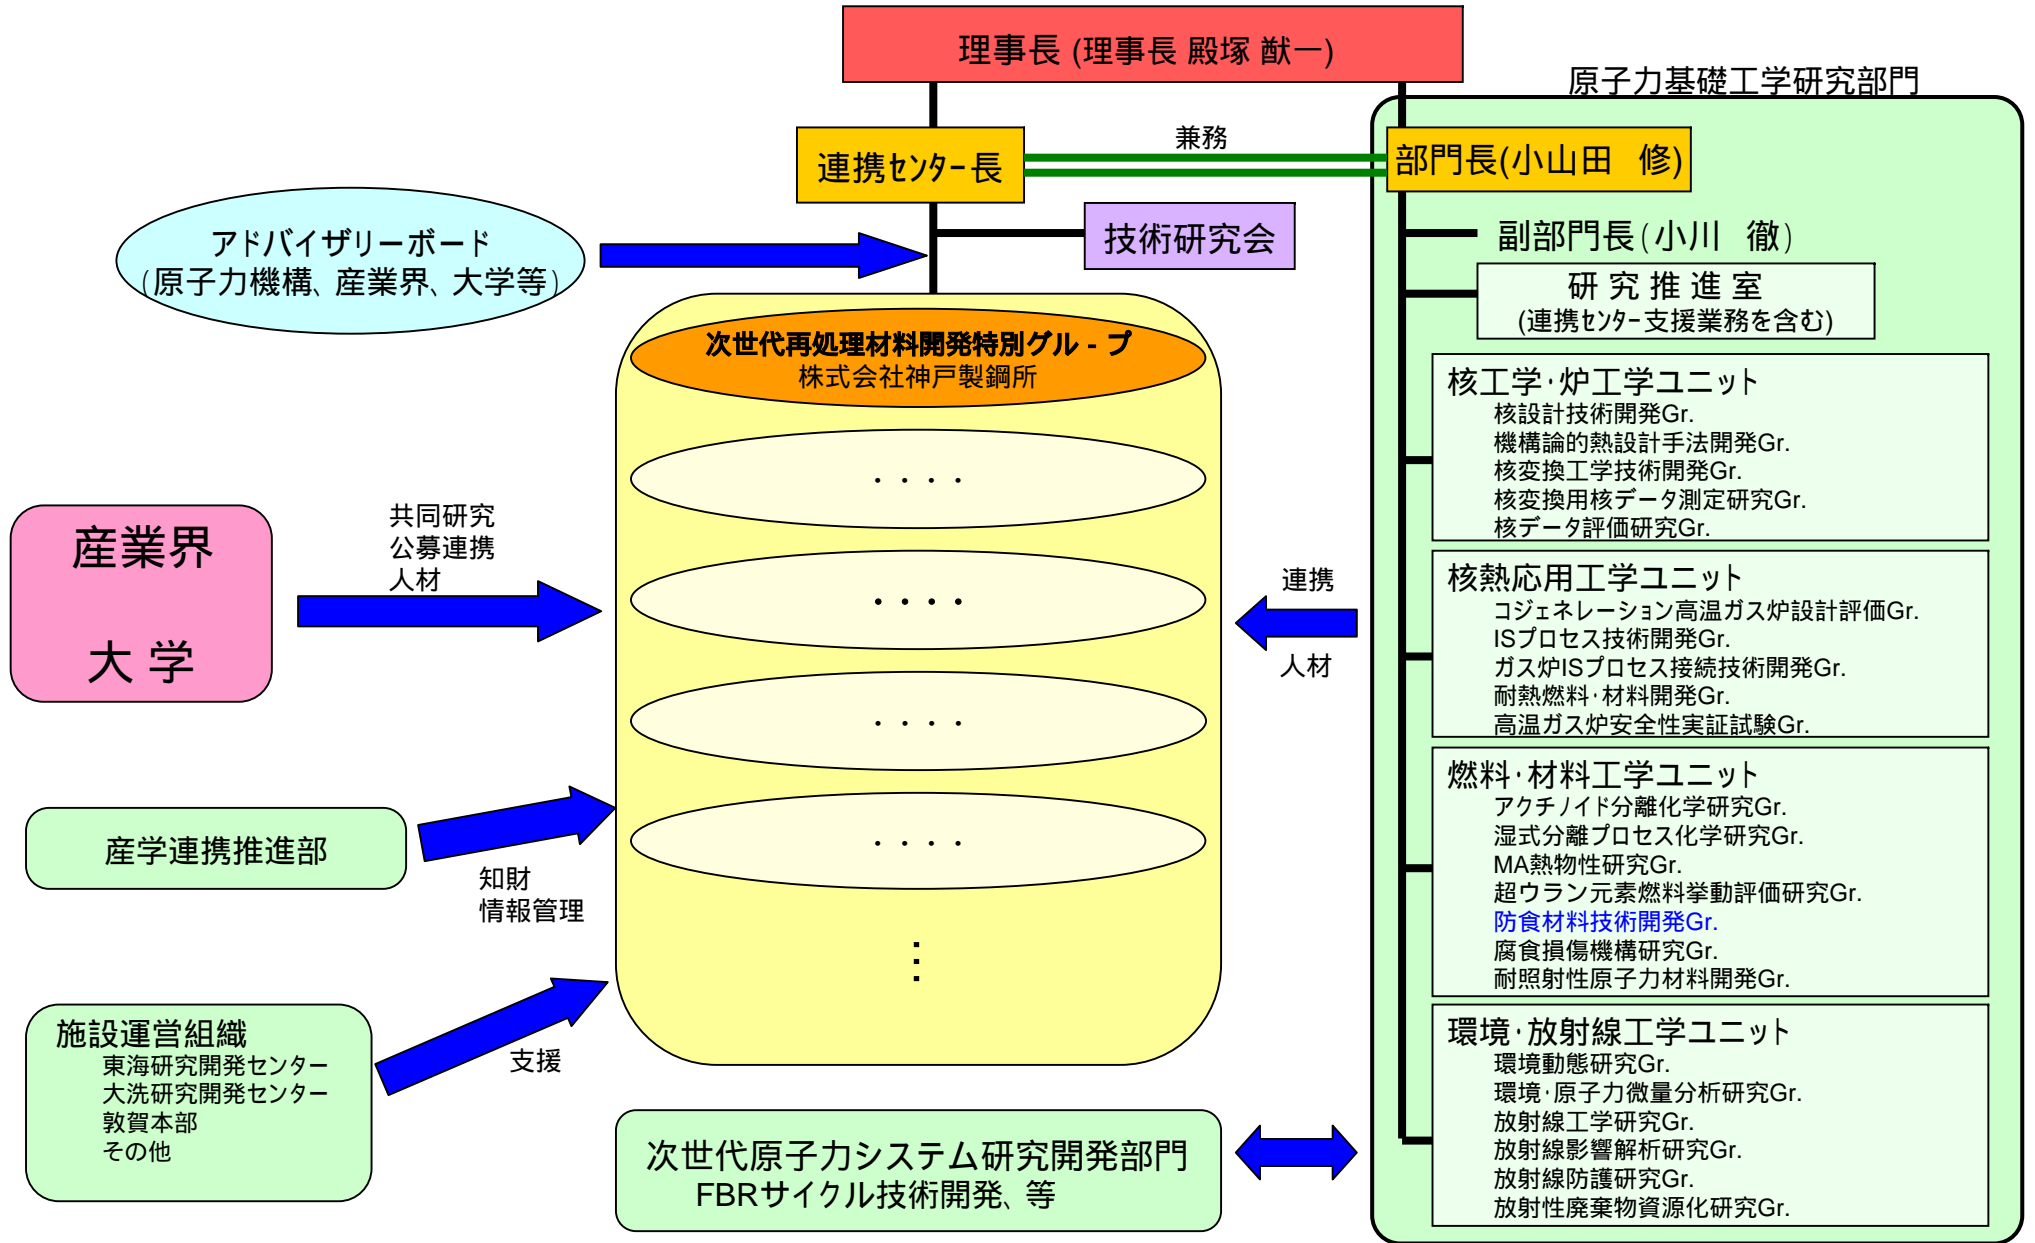 理事長 (理事長 殿塚 猷一)
原子力基礎工学研究部門
連携センター長
兼務
部門長(小山田 修)
アドバイザリーボード
(原子力機構、産業界、大学等)
技術研究会
副部門長(小川 徹)
研 究 推 進 室
(連携センター支援業務を含む)
次世代再処理材料開発特別グル - プ
株式会社神戸製鋼所
・・・・
・・・・
・・・・
・・・・
⋮
産業界
大 学
共同研究
公募連携
人材
連携
人材
産学連携推進部
知財
情報管理
施設運営組織
東海研究開発センター
大洗研究開発センター
敦賀本部
その他
支援
次世代原子力システム研究開発部門
FBRサイクル技術開発、等
核工学・炉工学ユニット
核設計技術開発Gr.
機構論的熱設計手法開発Gr.
核変換工学技術開発Gr.
核変換用核データ測定研究Gr.
核データ評価研究Gr.
核熱応用工学ユニット
コジェネレーション高温ガス炉設計評価Gr.
ISプロセス技術開発Gr.
ガス炉ISプロセス接続技術開発Gr.
耐熱燃料・材料開発Gr.
高温ガス炉安全性実証試験Gr.
燃料・材料工学ユニット
アクチノイド分離化学研究Gr.
湿式分離プロセス化学研究Gr.
MA熱物性研究Gr.
超ウラン元素燃料挙動評価研究Gr.
防食材料技術開発Gr.
腐食損傷機構研究Gr.
耐照射性原子力材料開発Gr.
環境・放射線工学ユニット
環境動態研究Gr.
環境・原子力微量分析研究Gr.
放射線工学研究Gr.
放射線影響解析研究Gr.
放射線防護研究Gr.
放射性廃棄物資源化研究Gr.